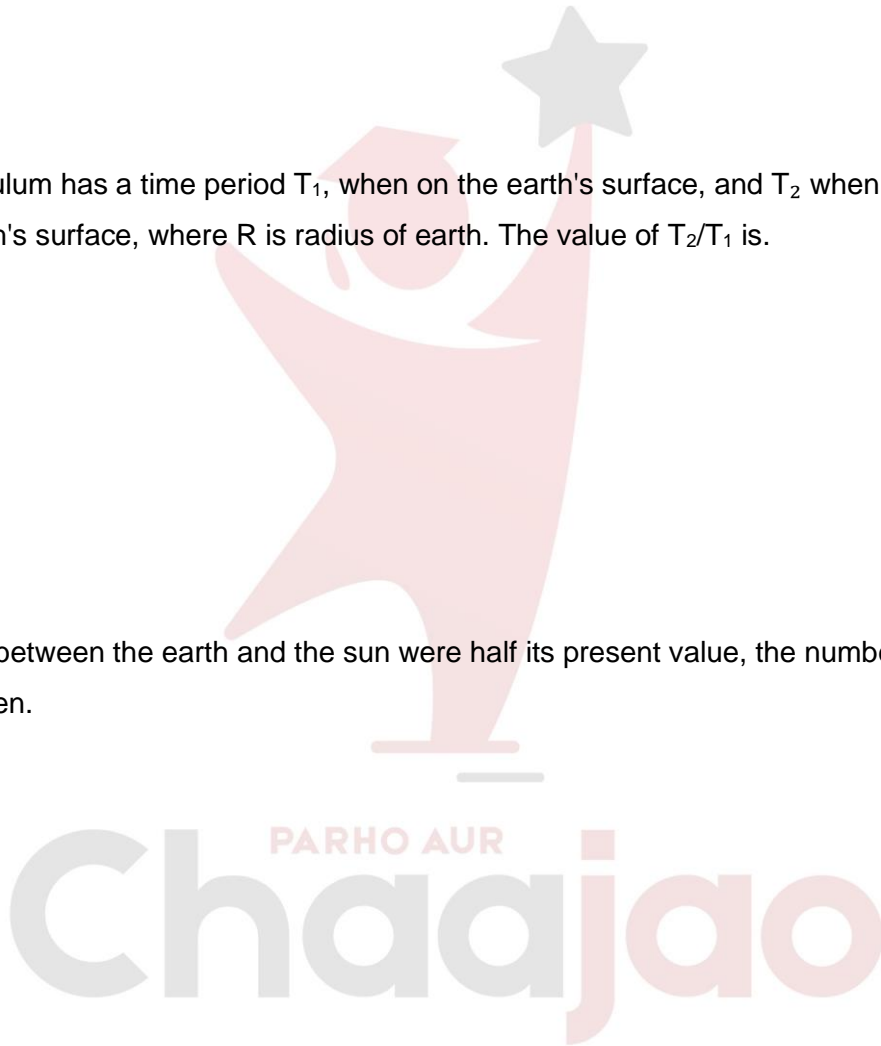 ulum has a time period T₁, when on the earth's surface, and T₂ when
n's surface, where R is radius of earth. The value of T₂/T₁ is.
between the earth and the sun were half its present value, the numbe
en.
PARHO AUR
Chaajao